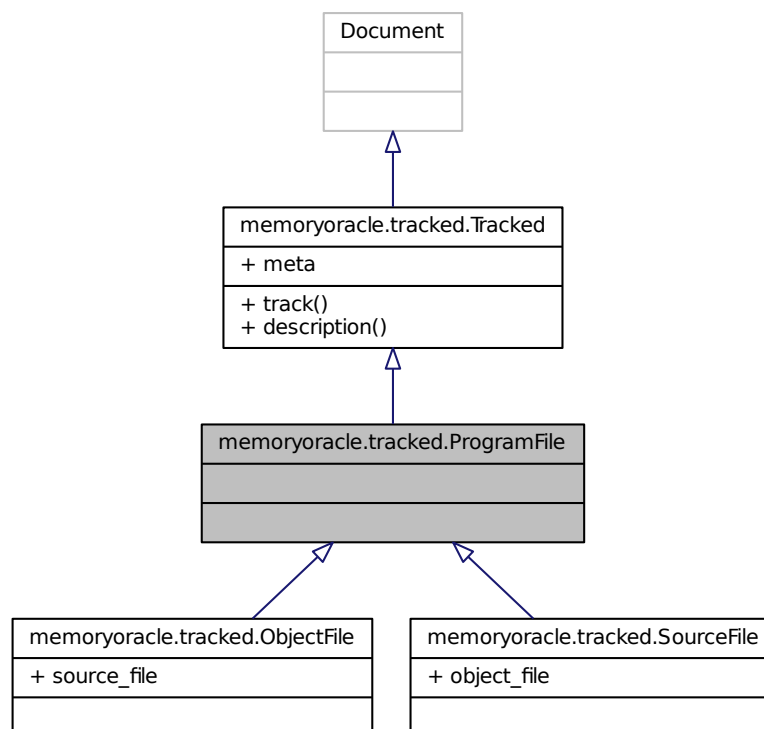 Document
memoryoracle.tracked.Tracked
+ meta
+ track()
+ description()
memoryoracle.tracked.ProgramFile
memoryoracle.tracked.ObjectFile
+ source_file
memoryoracle.tracked.SourceFile
+ object_file